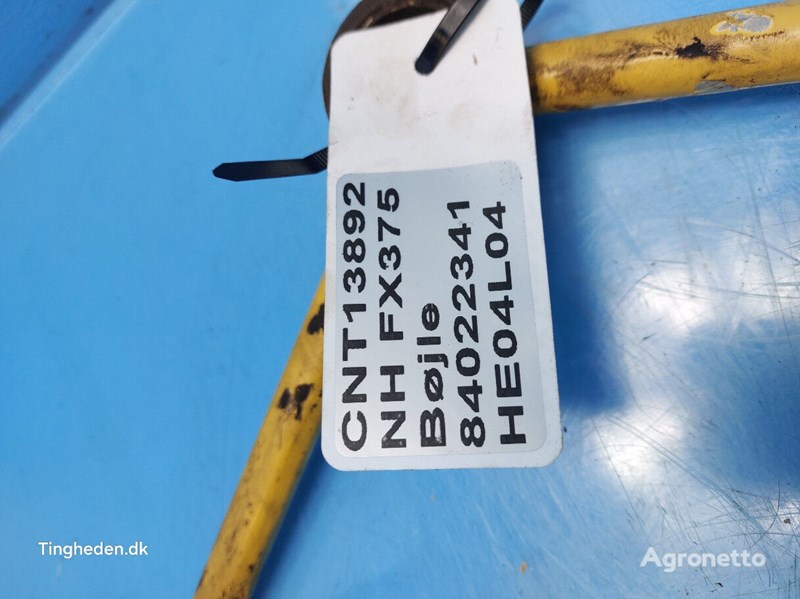 CNT13892
NH FX375
Bøjle
84022341
HE04L04
Tingheden.dk
Agronetto